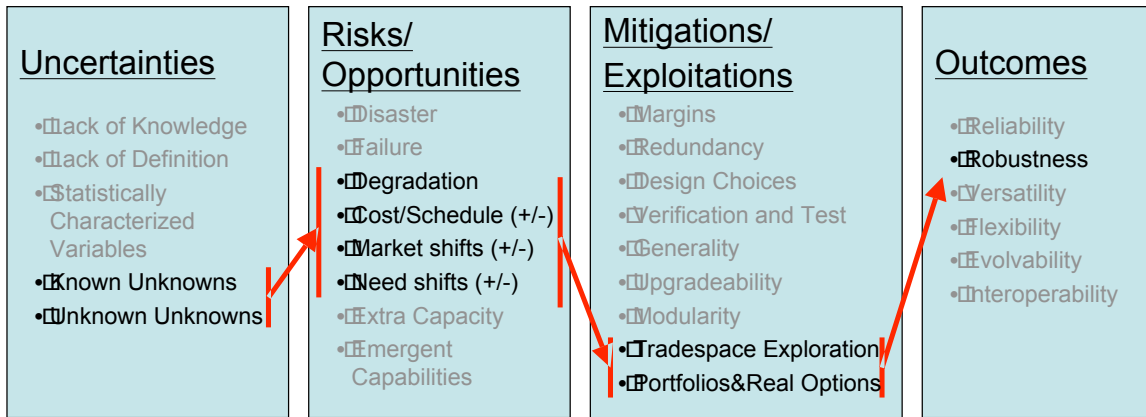 Uncertainties
• Lack of Knowledge
• Lack of Definition
• Statistically
Characterized
Variables
• Known Unknowns
• Unknown Unknowns
Risks/
Opportunities
• Disaster
• Failure
• Degradation
• Cost/Schedule (+/-)
• Market shifts (+/-)
• Need shifts (+/-)
• Extra Capacity
• Emergent
Capabilities
Mitigations/
Exploitations
• Margins
• Redundancy
• Design Choices
• Verification and Test
• Generality
• Upgradeability
• Modularity
• Tradespace Exploration
• Portfolios&Real Options
Outcomes
• Reliability
• Robustness
• Versatility
• Flexibility
• Evolvability
• Interoperability